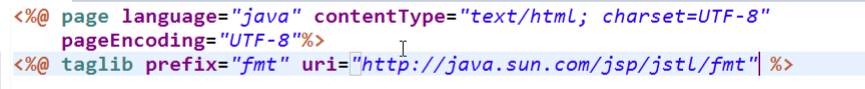 <%@ page language="java" contentType="text/html; charset=UTF-8"
pageEncoding="UTF-8"%>
<%@ taglib prefix="fmt" uri="http://java.sun.com/jsp/jstl/fmt" %>